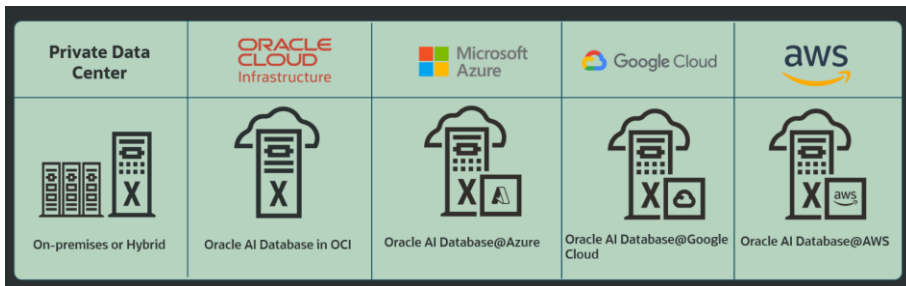 Private Data
Center
ORACLE
CLOUD
Infrastructure
Microsoft
Azure
Google Cloud
aws
X
X
X
X
X
aws
On-premises or Hybrid
Oracle AI Database in OCI
Oracle AI Database@Azure
Oracle AI Database@Google
Cloud
Oracle AI Database@AWS